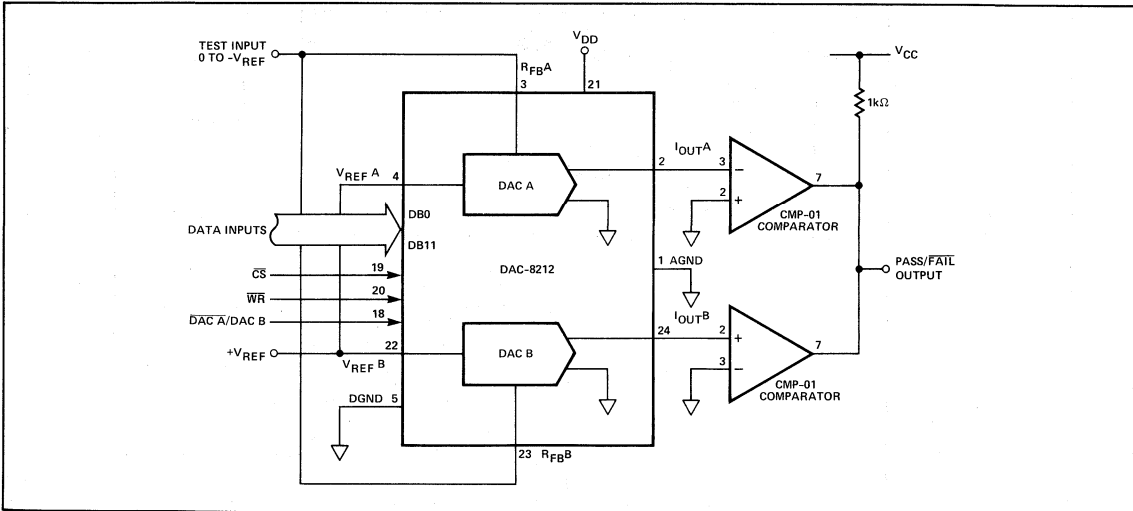 TEST INPUT
0 TO -VREF
VDD
VCC
RFBA
3
21
1kΩ
IOUTA
2
3
−
7
VREF A
4
DAC A
2
+
CMP-01
COMPARATOR
DB0
DATA INPUTS
DB11
DAC-8212
1 AGND
PASS/FAIL
OUTPUT
CS
19
WR
20
DAC A/DAC B
18
IOUTB
24
2
+
7
+VREF
22
VREF B
DAC B
3
−
CMP-01
COMPARATOR
DGND 5
23 RFBB